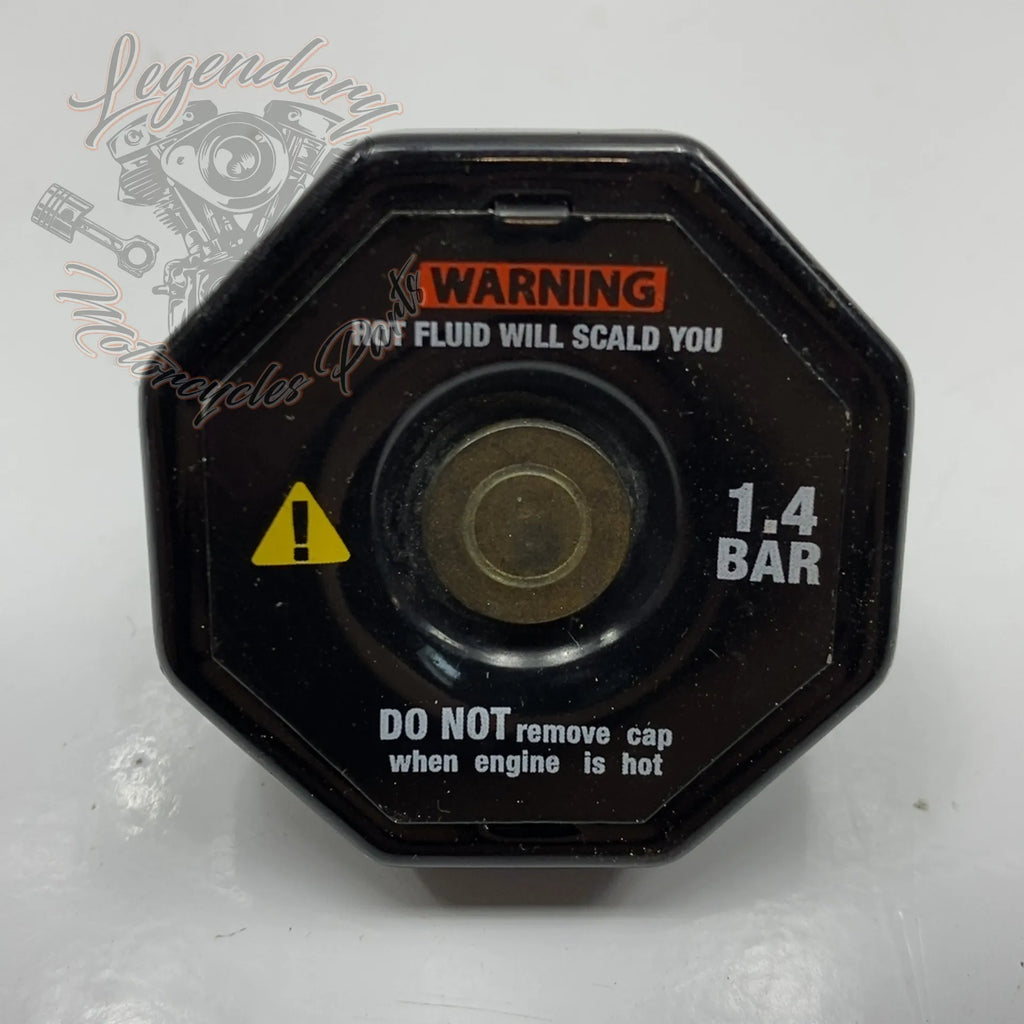 Legendary
Motorcycles Parts
WARNING
HOT FLUID WILL SCALD YOU
1.4
BAR
DO NOT remove cap
when engine is hot